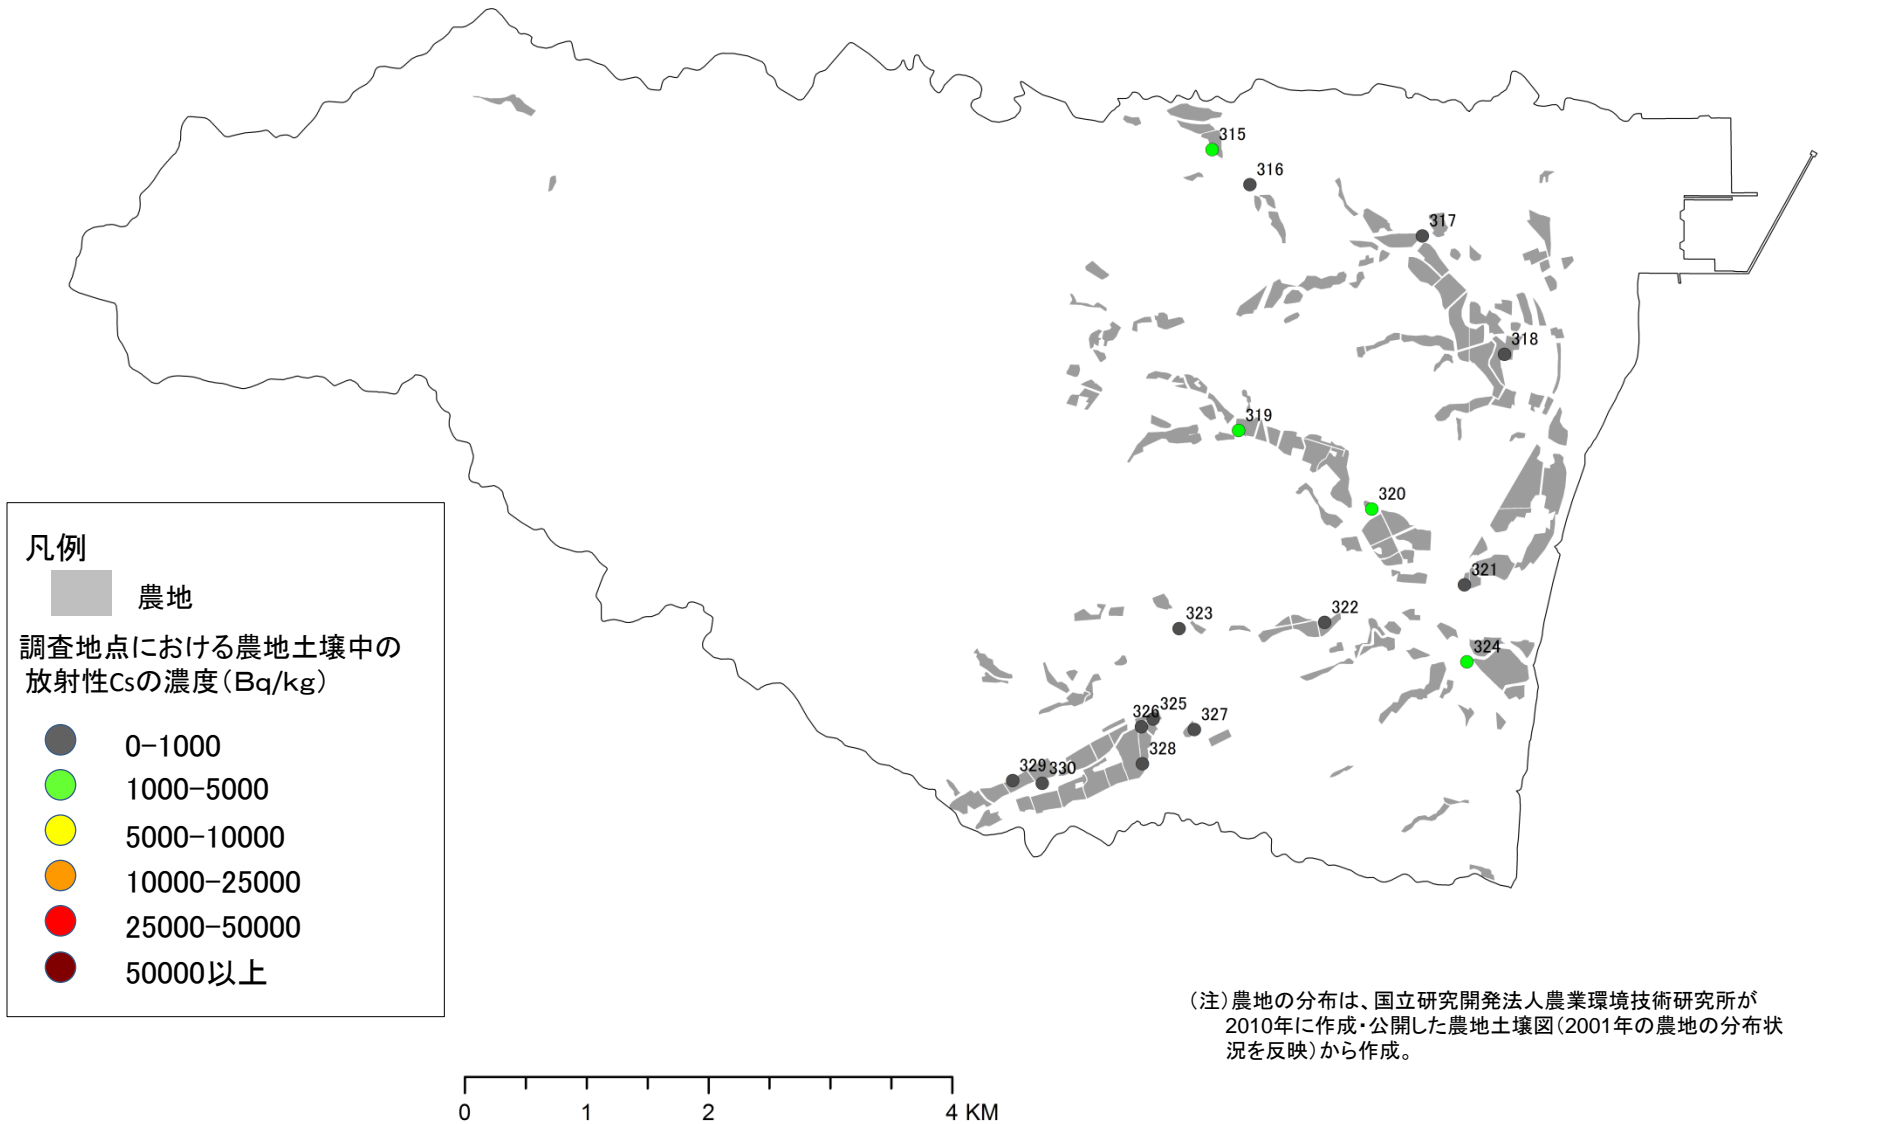 315
316
317
318
319
320
321
322
323
324
325
326
327
328
329
330
凡例
農地
調査地点における農地土壌中の
放射性Csの濃度（Bq/kg）
0-1000
1000-5000
5000-10000
10000-25000
25000-50000
50000以上
（注）農地の分布は、国立研究開発法人農業環境技術研究所が
2010年に作成・公開した農地土壌図（2001年の農地の分布状
況を反映）から作成。
0 1 2 4 KM